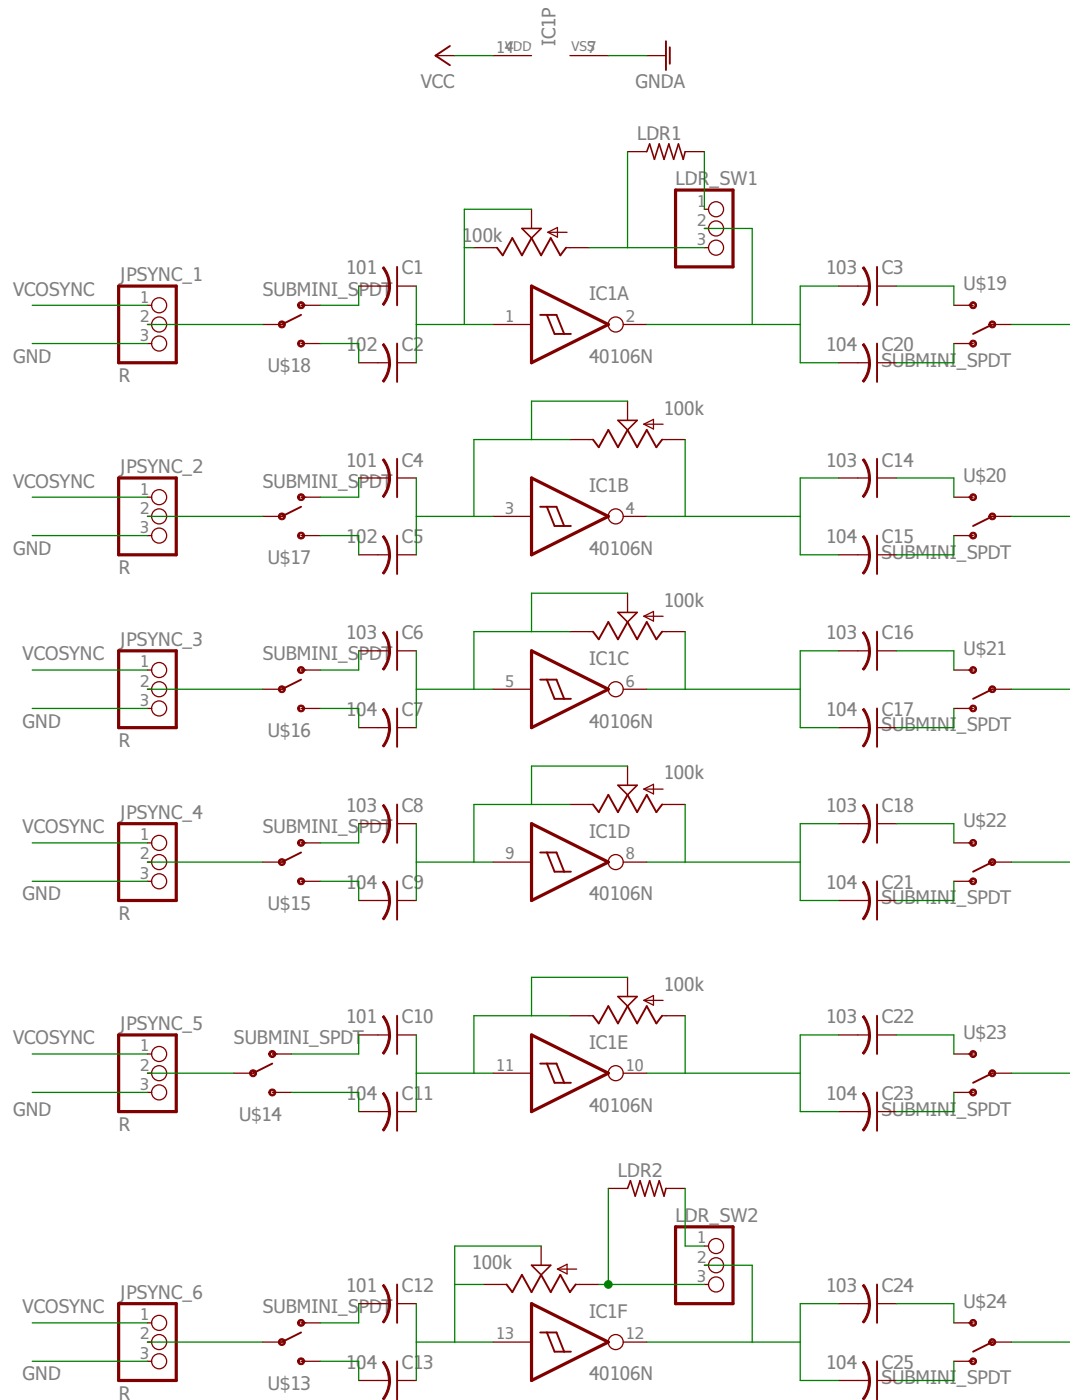 IC1P
14 VDD VSS 7
VCC GNDA
LDR1
LDR_SW1
1
2
3
100k
VCOSYNC JPSYNC_1 SUBMINI_SPDT 101 C1 IC1A 103 C3 U$19
1
2
3
1 2
GND R U$18 102 C2 40106N 104 C20 SUBMINI_SPDT
100k
VCOSYNC JPSYNC_2 SUBMINI_SPDT 101 C4 IC1B 103 C14 U$20
1
2
3
3 4
GND R U$17 102 C5 40106N 104 C15 SUBMINI_SPDT
100k
VCOSYNC JPSYNC_3 SUBMINI_SPDT 103 C6 IC1C 103 C16 U$21
1
2
3
5 6
GND R U$16 104 C7 40106N 104 C17 SUBMINI_SPDT
100k
VCOSYNC JPSYNC_4 SUBMINI_SPDT 103 C8 IC1D 103 C18 U$22
1
2
3
9 8
GND R U$15 104 C9 40106N 104 C21 SUBMINI_SPDT
100k
VCOSYNC JPSYNC_5 SUBMINI_SPDT 101 C10 IC1E 103 C22 U$23
1
2
3
11 10
GND R U$14 104 C11 40106N 104 C23 SUBMINI_SPDT
LDR2
LDR_SW2
1
2
3
100k
VCOSYNC JPSYNC_6 SUBMINI_SPDT 101 C12 IC1F 103 C24 U$24
1
2
3
13 12
GND R U$13 104 C13 40106N 104 C25 SUBMINI_SPDT